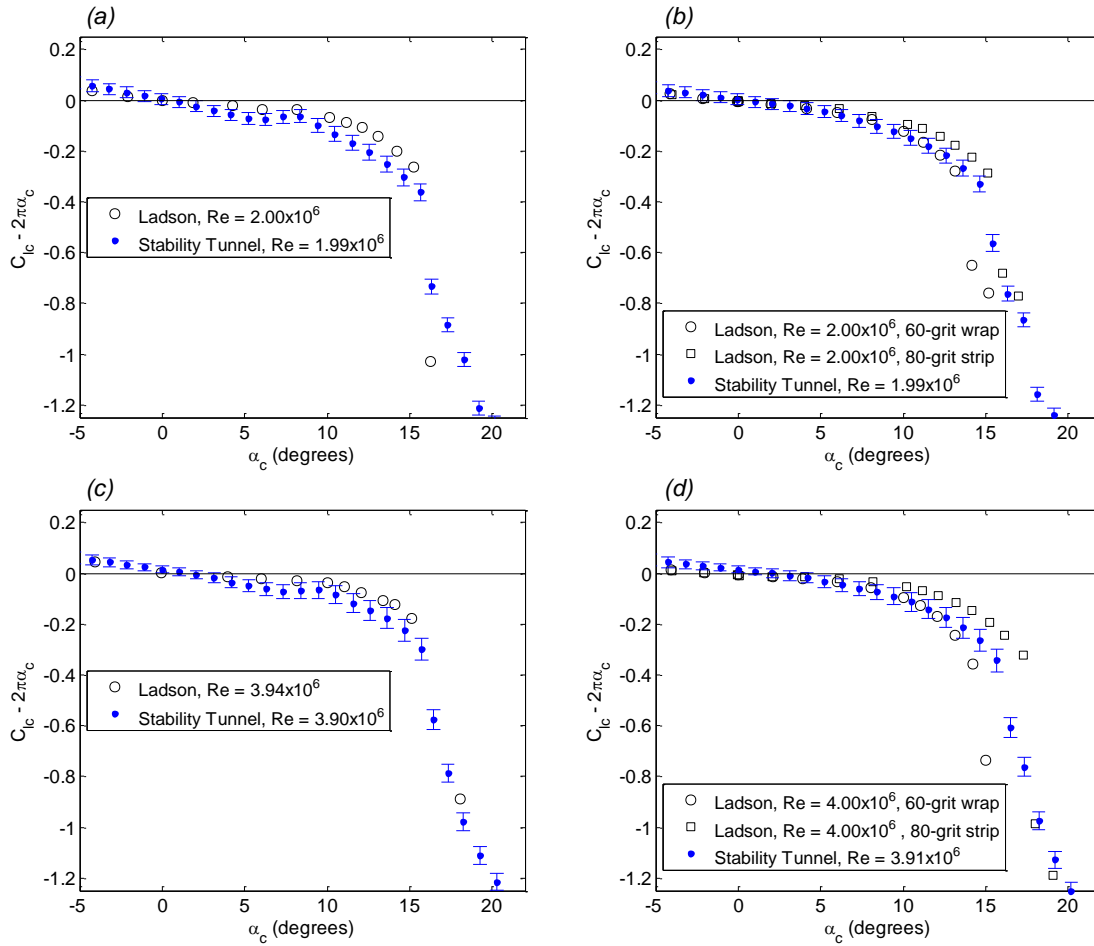 (a)
0.2
0
-0.2
-0.4
-0.6
-0.8
-1
-1.2
C_lc - 2πα_c
Ladson, Re = 2.00x10^6
Stability Tunnel, Re = 1.99x10^6
-5 0 5 10 15 20
α_c (degrees)
(b)
0.2
0
-0.2
-0.4
-0.6
-0.8
-1
-1.2
C_lc - 2πα_c
Ladson, Re = 2.00x10^6, 60-grit wrap
Ladson, Re = 2.00x10^6, 80-grit strip
Stability Tunnel, Re = 1.99x10^6
-5 0 5 10 15 20
α_c (degrees)
(c)
0.2
0
-0.2
-0.4
-0.6
-0.8
-1
-1.2
C_lc - 2πα_c
Ladson, Re = 3.94x10^6
Stability Tunnel, Re = 3.90x10^6
-5 0 5 10 15 20
α_c (degrees)
(d)
0.2
0
-0.2
-0.4
-0.6
-0.8
-1
-1.2
C_lc - 2πα_c
Ladson, Re = 4.00x10^6, 60-grit wrap
Ladson, Re = 4.00x10^6 , 80-grit strip
Stability Tunnel, Re = 3.91x10^6
-5 0 5 10 15 20
α_c (degrees)